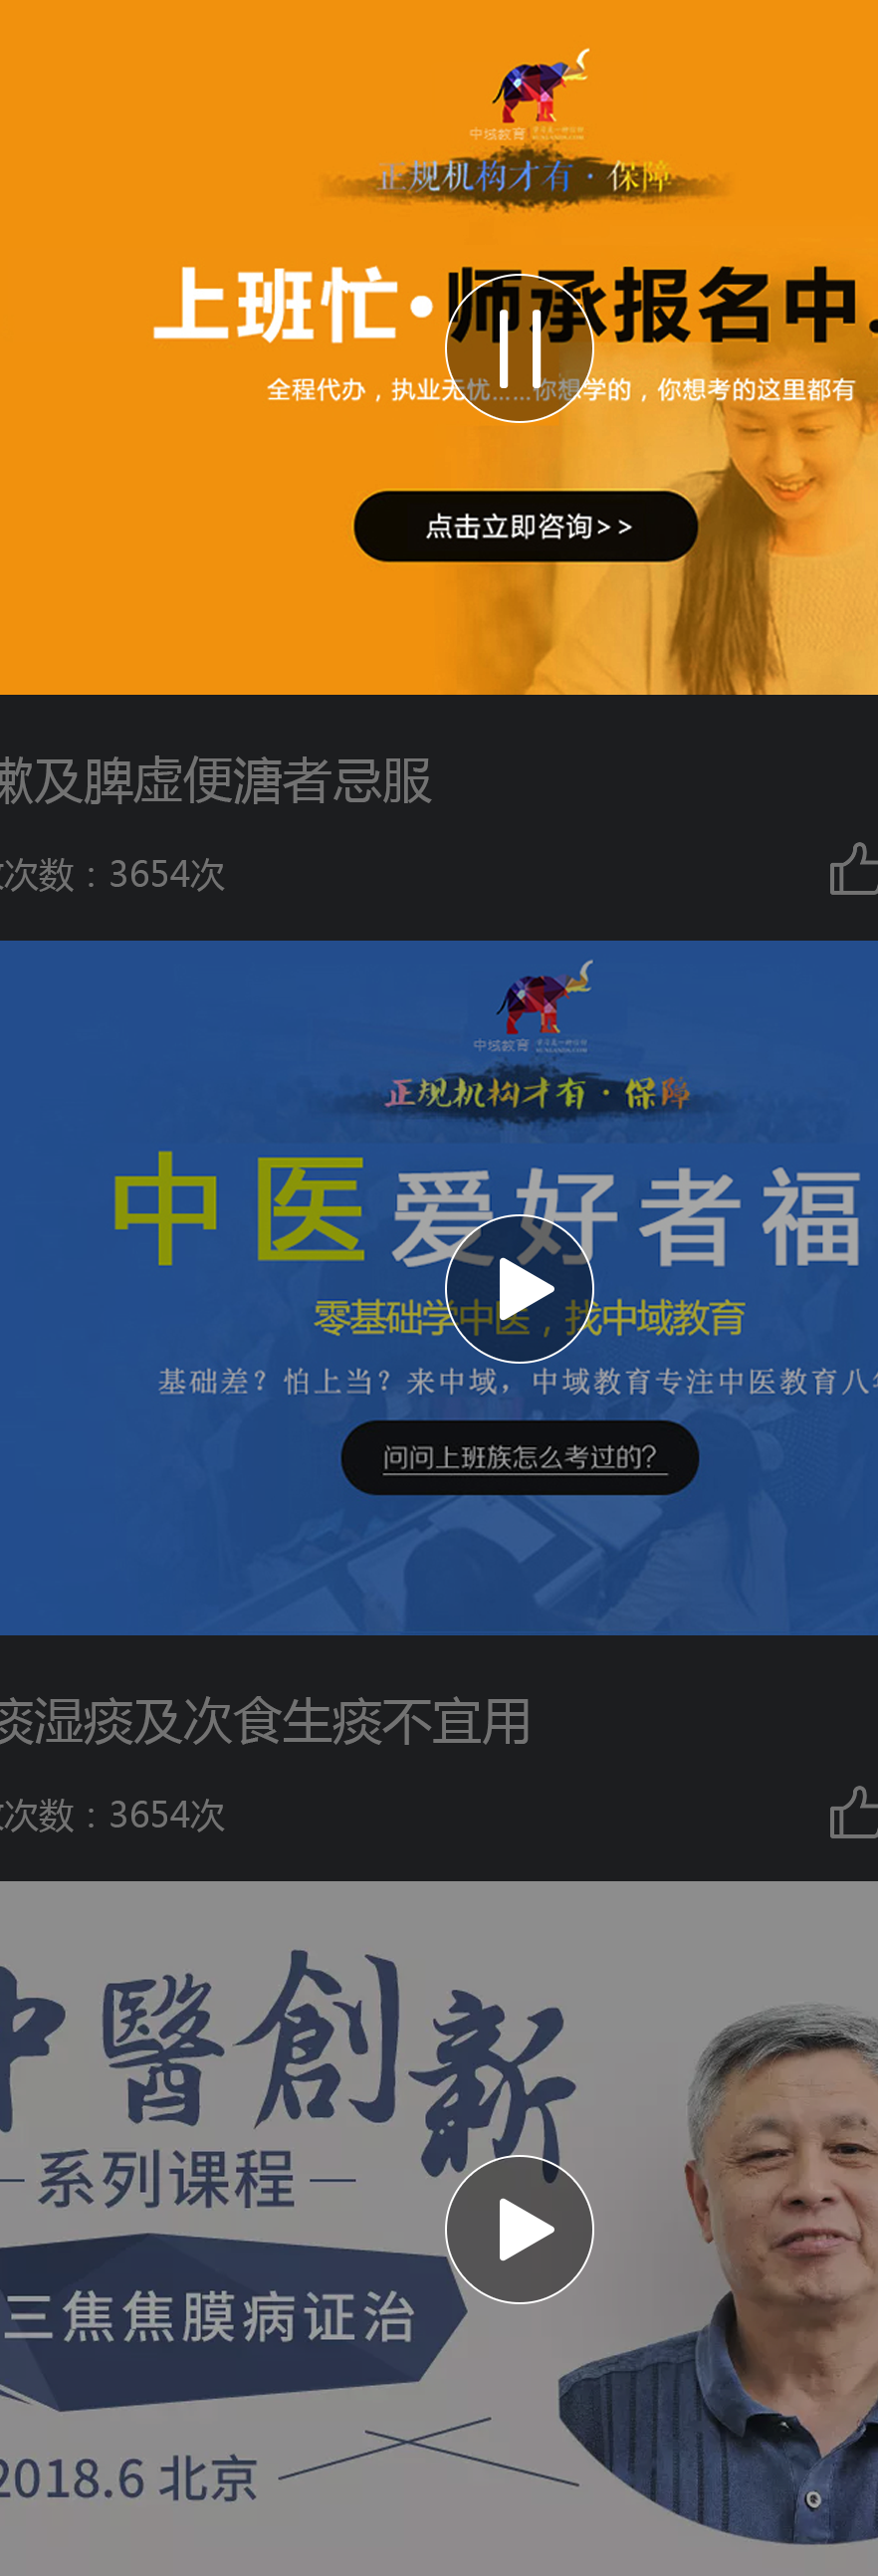 中域教育
正规机构才有·保障
上班忙·师承报名中
全程代办，执业无忧……你想学的，你想考的这里都有
点击立即咨询>>
嗽及脾虚便溏者忌服
次数：3654次
中域教育
正规机构才有·保障
中医爱好者福
零基础学中医，找中域教育
基础差？怕上当？来中域，中域教育专注中医教育八年
问问上班族怎么考过的？
痰湿痰及次食生痰不宜用
次数：3654次
中醫創新
系列课程
三焦焦膜病证治
2018.6 北京